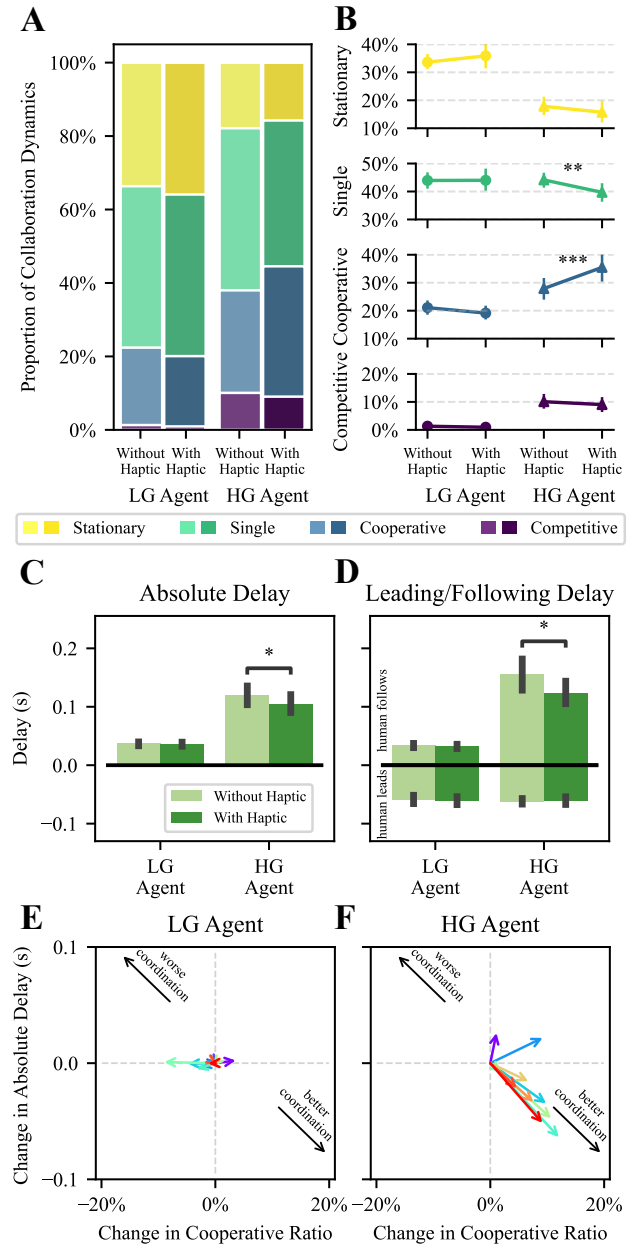 A
B
Proportion of Collaboration Dynamics
100%
80%
60%
40%
20%
0%
Without Haptic
With Haptic
Without Haptic
With Haptic
LG Agent
HG Agent
Stationary
40%
30%
20%
10%
Single
50%
40%
30%
**
Cooperative
40%
30%
20%
10%
***
Competitive
20%
10%
0%
Without Haptic
With Haptic
Without Haptic
With Haptic
LG Agent
HG Agent
Stationary
Single
Cooperative
Competitive
C
Absolute Delay
Delay (s)
0.2
0.1
0.0
−0.1
*
Without Haptic
With Haptic
LG
Agent
HG
Agent
D
Leading/Following Delay
human follows
human leads
*
LG
Agent
HG
Agent
E
LG Agent
Change in Absolute Delay (s)
0.1
0.0
−0.1
worse
coordination
better
coordination
−20%
0%
20%
Change in Cooperative Ratio
F
HG Agent
worse
coordination
better
coordination
−20%
0%
20%
Change in Cooperative Ratio